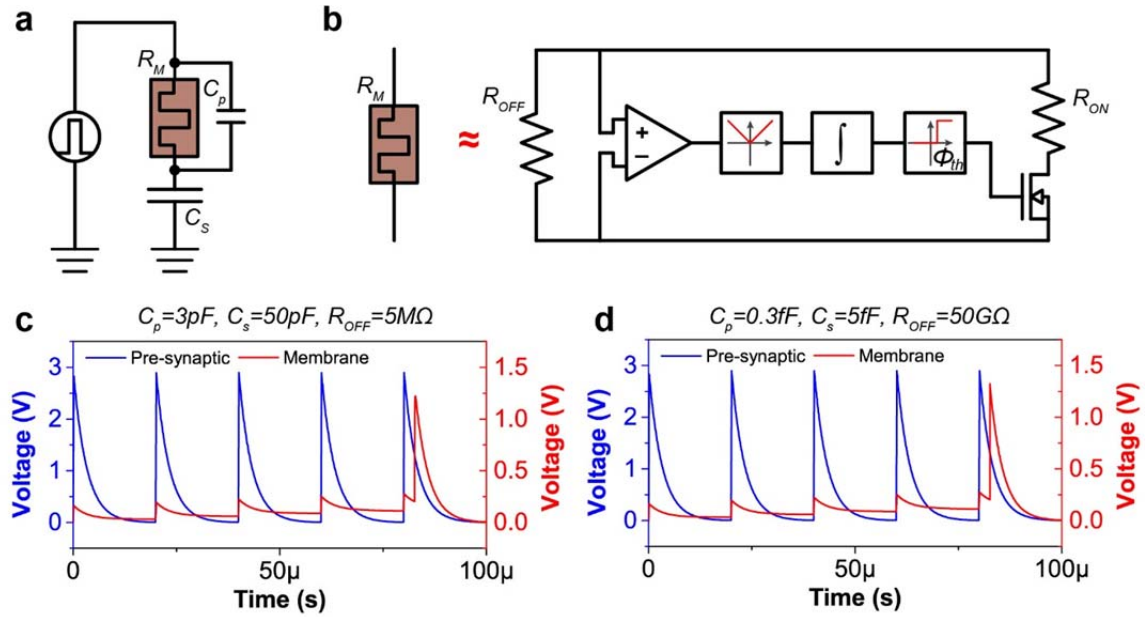 a
R_M
C_p
C_S
b
R_M
≈
R_OFF
+
−
∫
Φ_th
R_ON
c
C_p=3pF, C_s=50pF, R_OFF=5MΩ
Pre-synaptic
Membrane
Voltage (V)
3
2
1
0
1.5
1.0
0.5
0.0
Voltage (V)
0
50µ
100µ
Time (s)
d
C_p=0.3fF, C_s=5fF, R_OFF=50GΩ
Pre-synaptic
Membrane
Voltage (V)
3
2
1
0
1.5
1.0
0.5
0.0
Voltage (V)
0
50µ
100µ
Time (s)